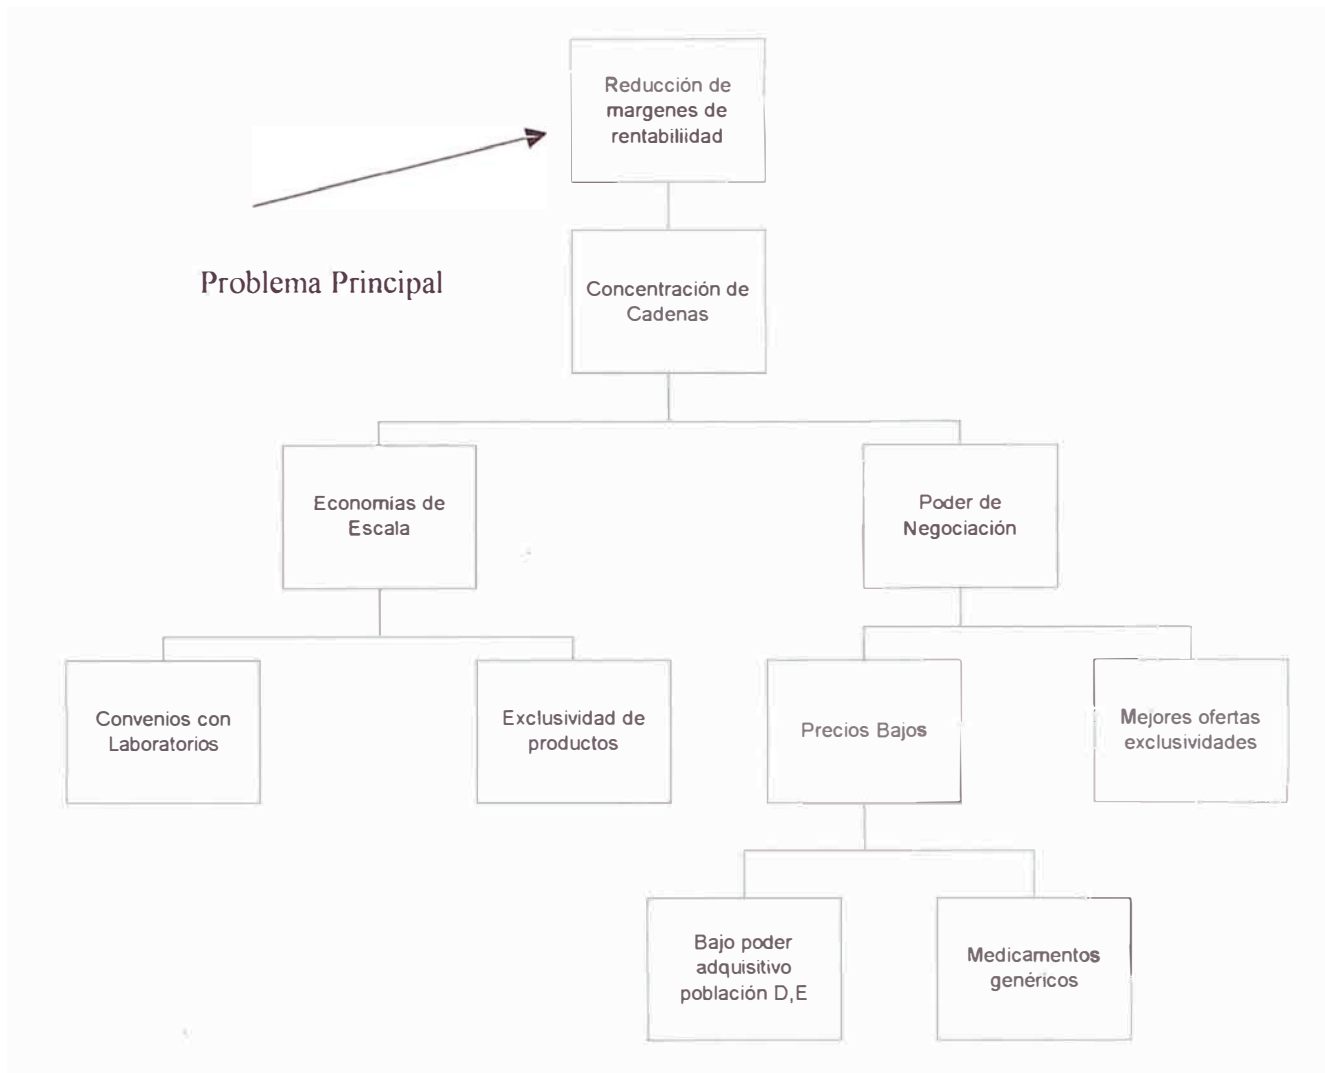 Reducción de
margenes de
rentabiliidad
Problema Principal
Concentración de
Cadenas
Economias de
Escala
Poder de
Negociación
Convenios con
Laboratorios
Exclusividad de
productos
Precios Bajos
Mejores ofertas
exclusividades
Bajo poder
adquisitivo
población D,E
Medicamentos
genéricos